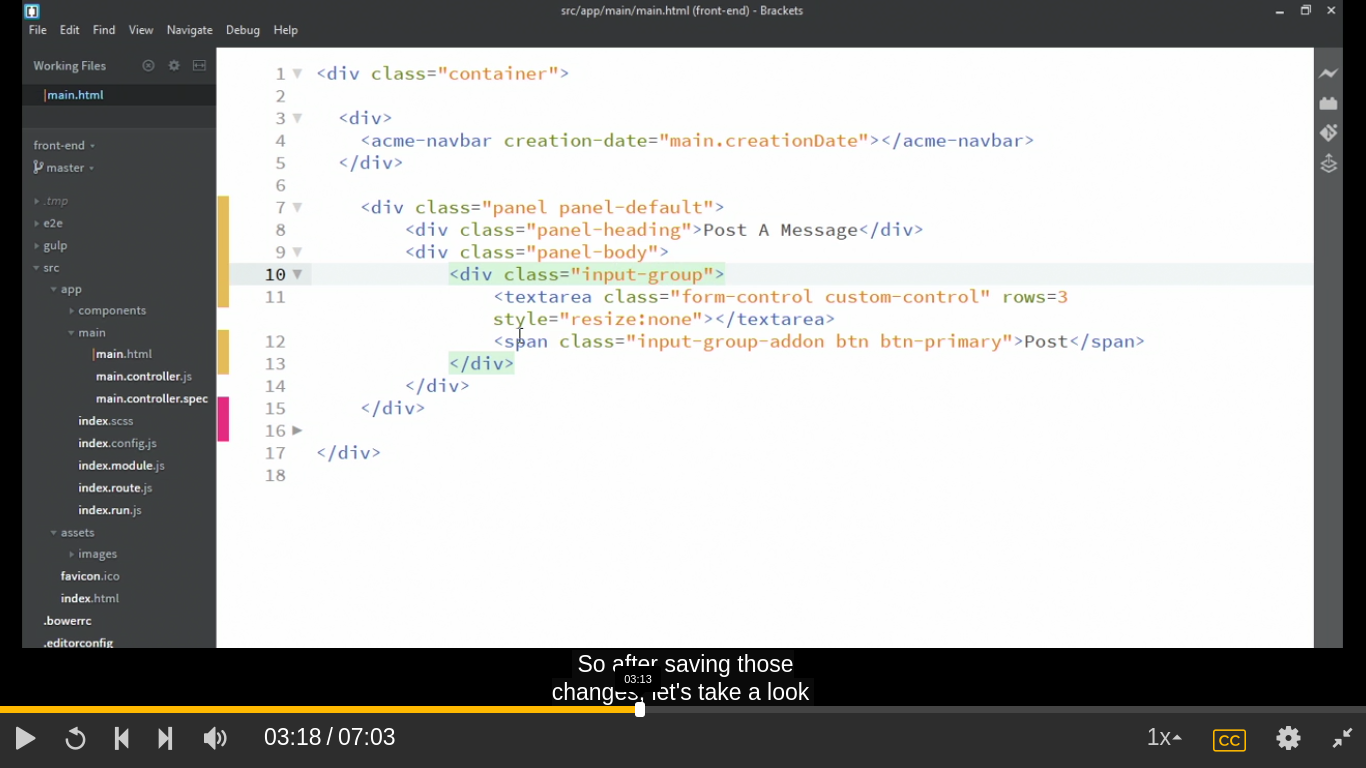 src/app/main/main.html (front-end) - Brackets
File Edit Find View Navigate Debug Help
Working Files
main.html
front-end
master
.tmp
e2e
gulp
src
app
components
main
main.html
main.controller.js
main.controller.spec
index.scss
index.config.js
index.module.js
index.route.js
index.run.js
assets
images
favicon.ico
index.html
.bowerrc
.editorconfig
1 <div class="container">
2
3 <div>
4 <acme-navbar creation-date="main.creationDate"></acme-navbar>
5 </div>
6
7 <div class="panel panel-default">
8 <div class="panel-heading">Post A Message</div>
9 <div class="panel-body">
10 <div class="input-group">
11 <textarea class="form-control custom-control" rows=3
style="resize:none"></textarea>
12 <span class="input-group-addon btn btn-primary">Post</span>
13 </div>
14 </div>
15 </div>
16
17 </div>
18
So after saving those
changes, let's take a look
03:13
03:18 / 07:03
1x
CC